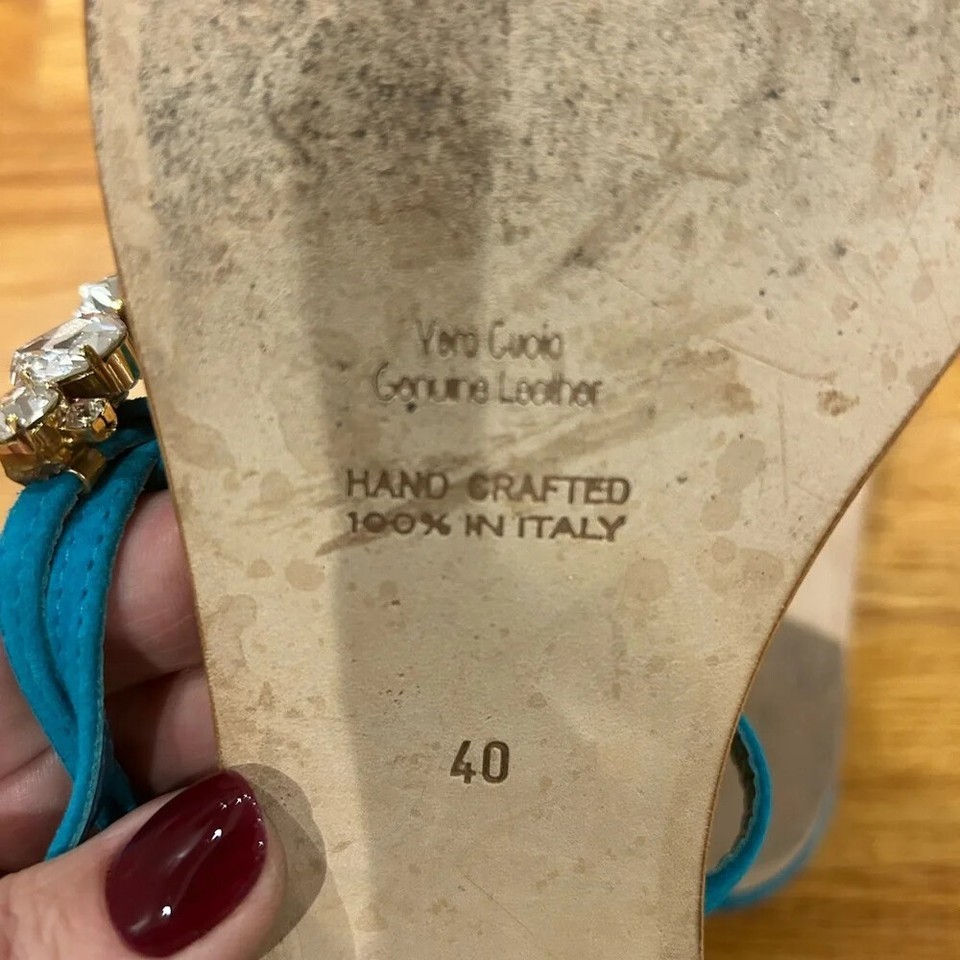 Vero Cuoio
Genuine Leather
HAND CRAFTED
100% IN ITALY
40